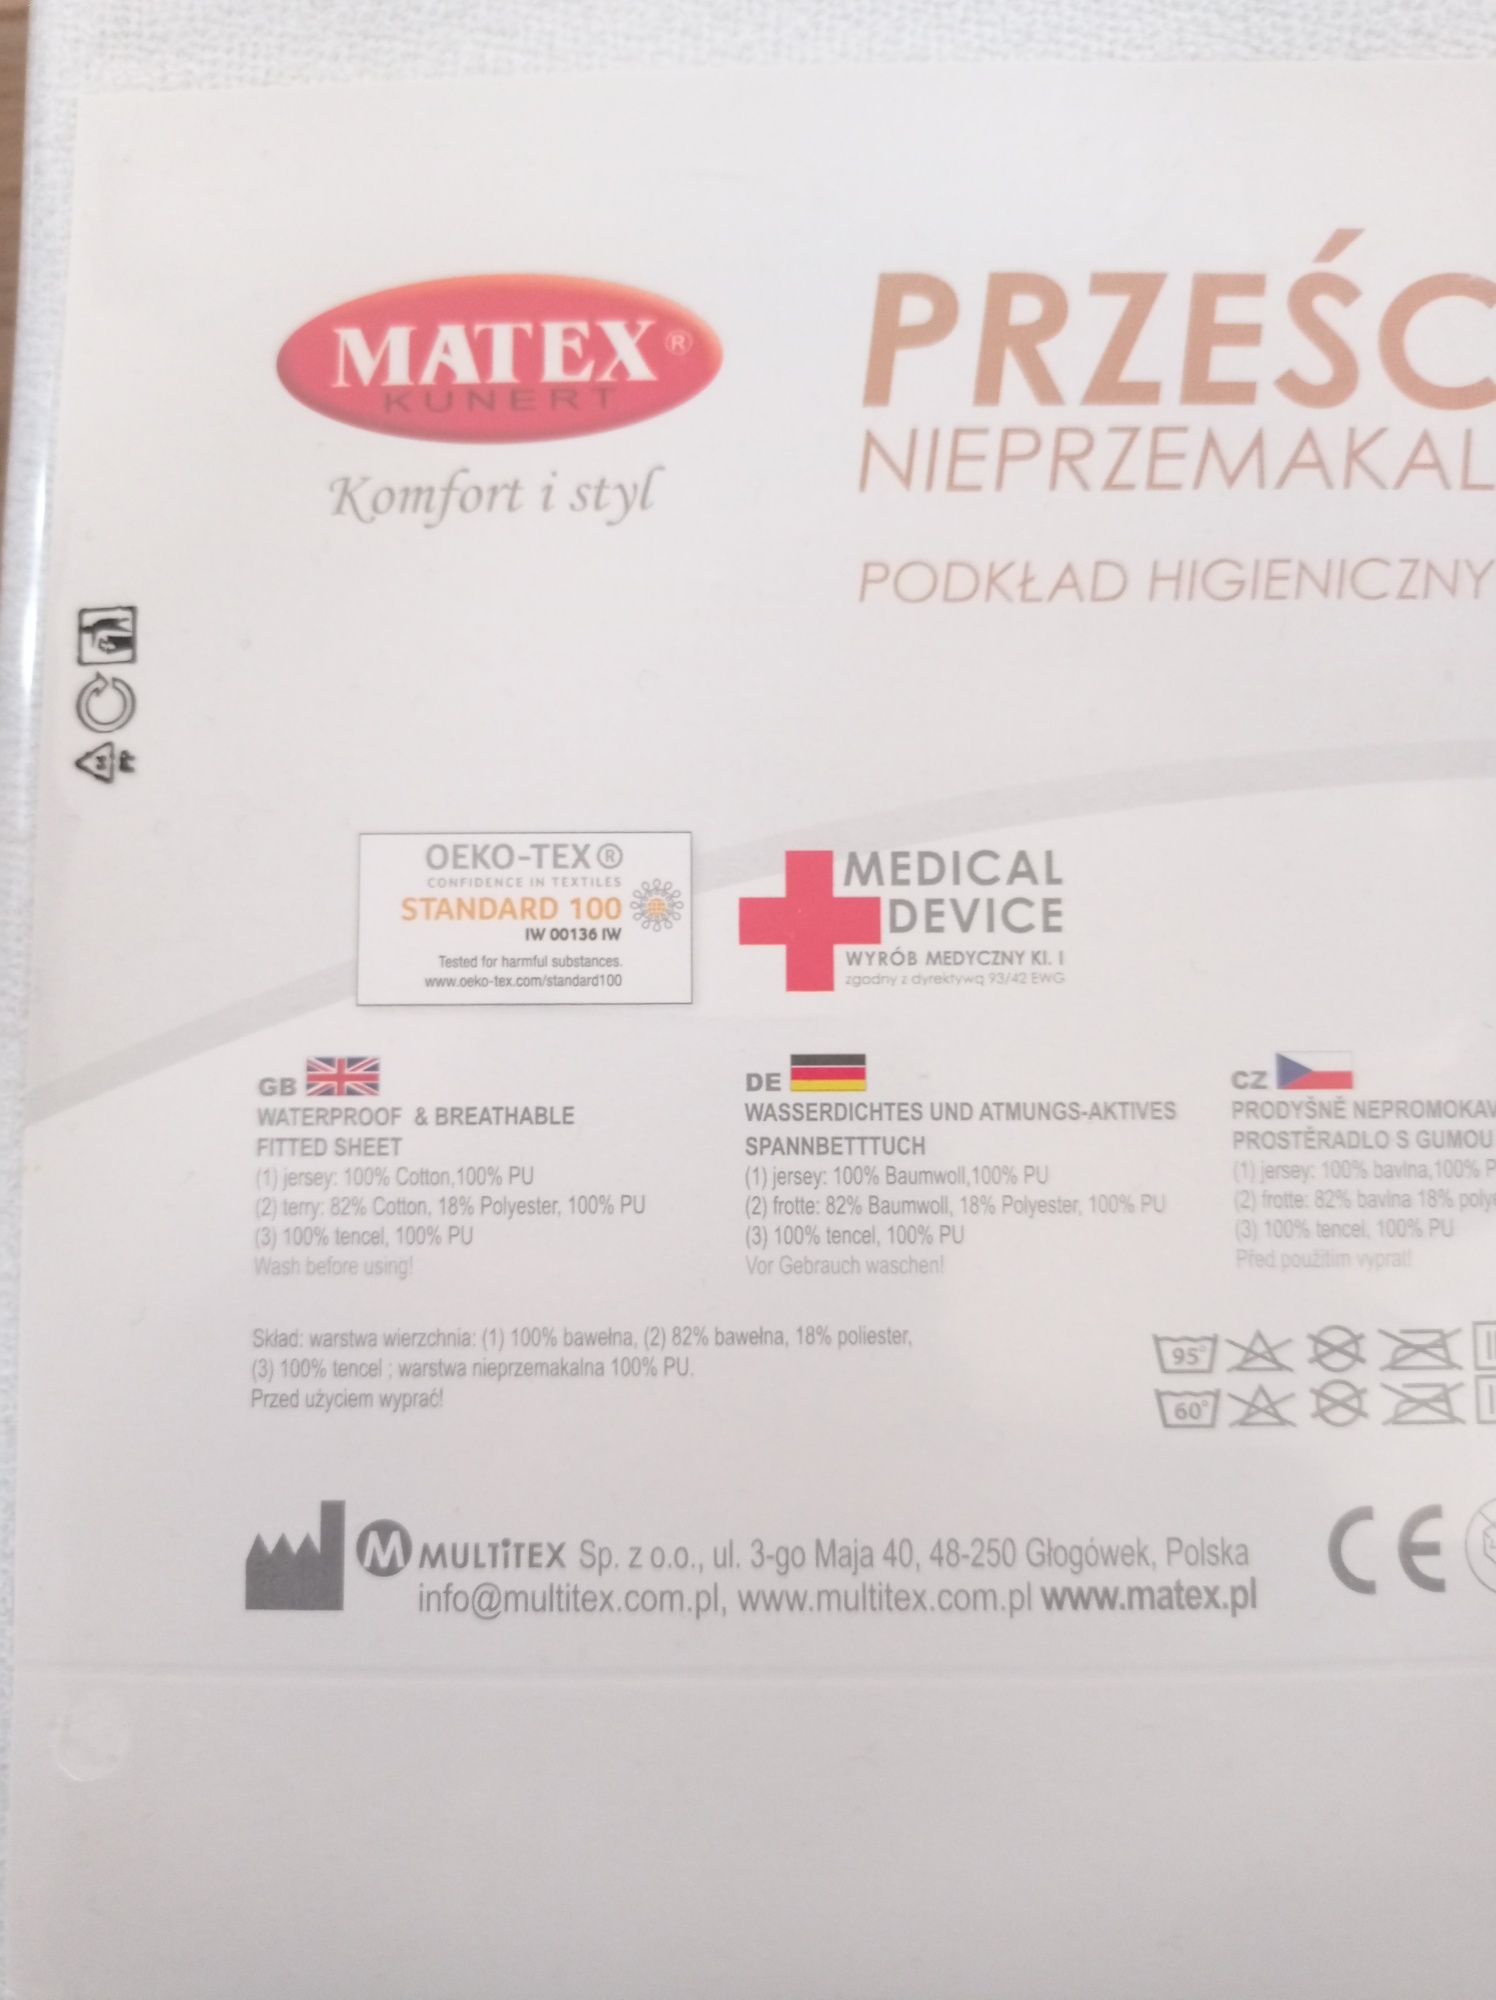 MATEX®
KUNERT
Komfort i styl
PRZEŚC
NIEPRZEMAKAL
PODKŁAD HIGIENICZNY
PP
OEKO-TEX®
CONFIDENCE IN TEXTILES
STANDARD 100
IW 00136 IW
Tested for harmful substances.
www.oeko-tex.com/standard100
MEDICAL
DEVICE
WYRÓB MEDYCZNY Kl. I
zgodny z dyrektywą 93/42 EWG
GB
WATERPROOF & BREATHABLE
FITTED SHEET
(1) jersey: 100% Cotton,100% PU
(2) terry: 82% Cotton, 18% Polyester, 100% PU
(3) 100% tencel, 100% PU
Wash before using!
DE
WASSERDICHTES UND ATMUNGS-AKTIVES
SPANNBETTTUCH
(1) jersey: 100% Baumwoll,100% PU
(2) frotte: 82% Baumwoll, 18% Polyester, 100% PU
(3) 100% tencel, 100% PU
Vor Gebrauch waschen!
CZ
PRODYŠNĚ NEPROMOKAV
PROSTĚRADLO S GUMOU
(1) jersey: 100% bavlna,100% P
(2) frotte: 82% bavlna 18% polye
(3) 100% tencel, 100% PU
Před použitim vyprat!
Skład: warstwa wierzchnia: (1) 100% bawełna, (2) 82% bawełna, 18% poliester,
(3) 100% tencel ; warstwa nieprzemakalna 100% PU.
Przed użyciem wyprać!
95°
60°
M MULTiTEX Sp. z o.o., ul. 3-go Maja 40, 48-250 Głogówek, Polska
info@multitex.com.pl, www.multitex.com.pl www.matex.pl
CE